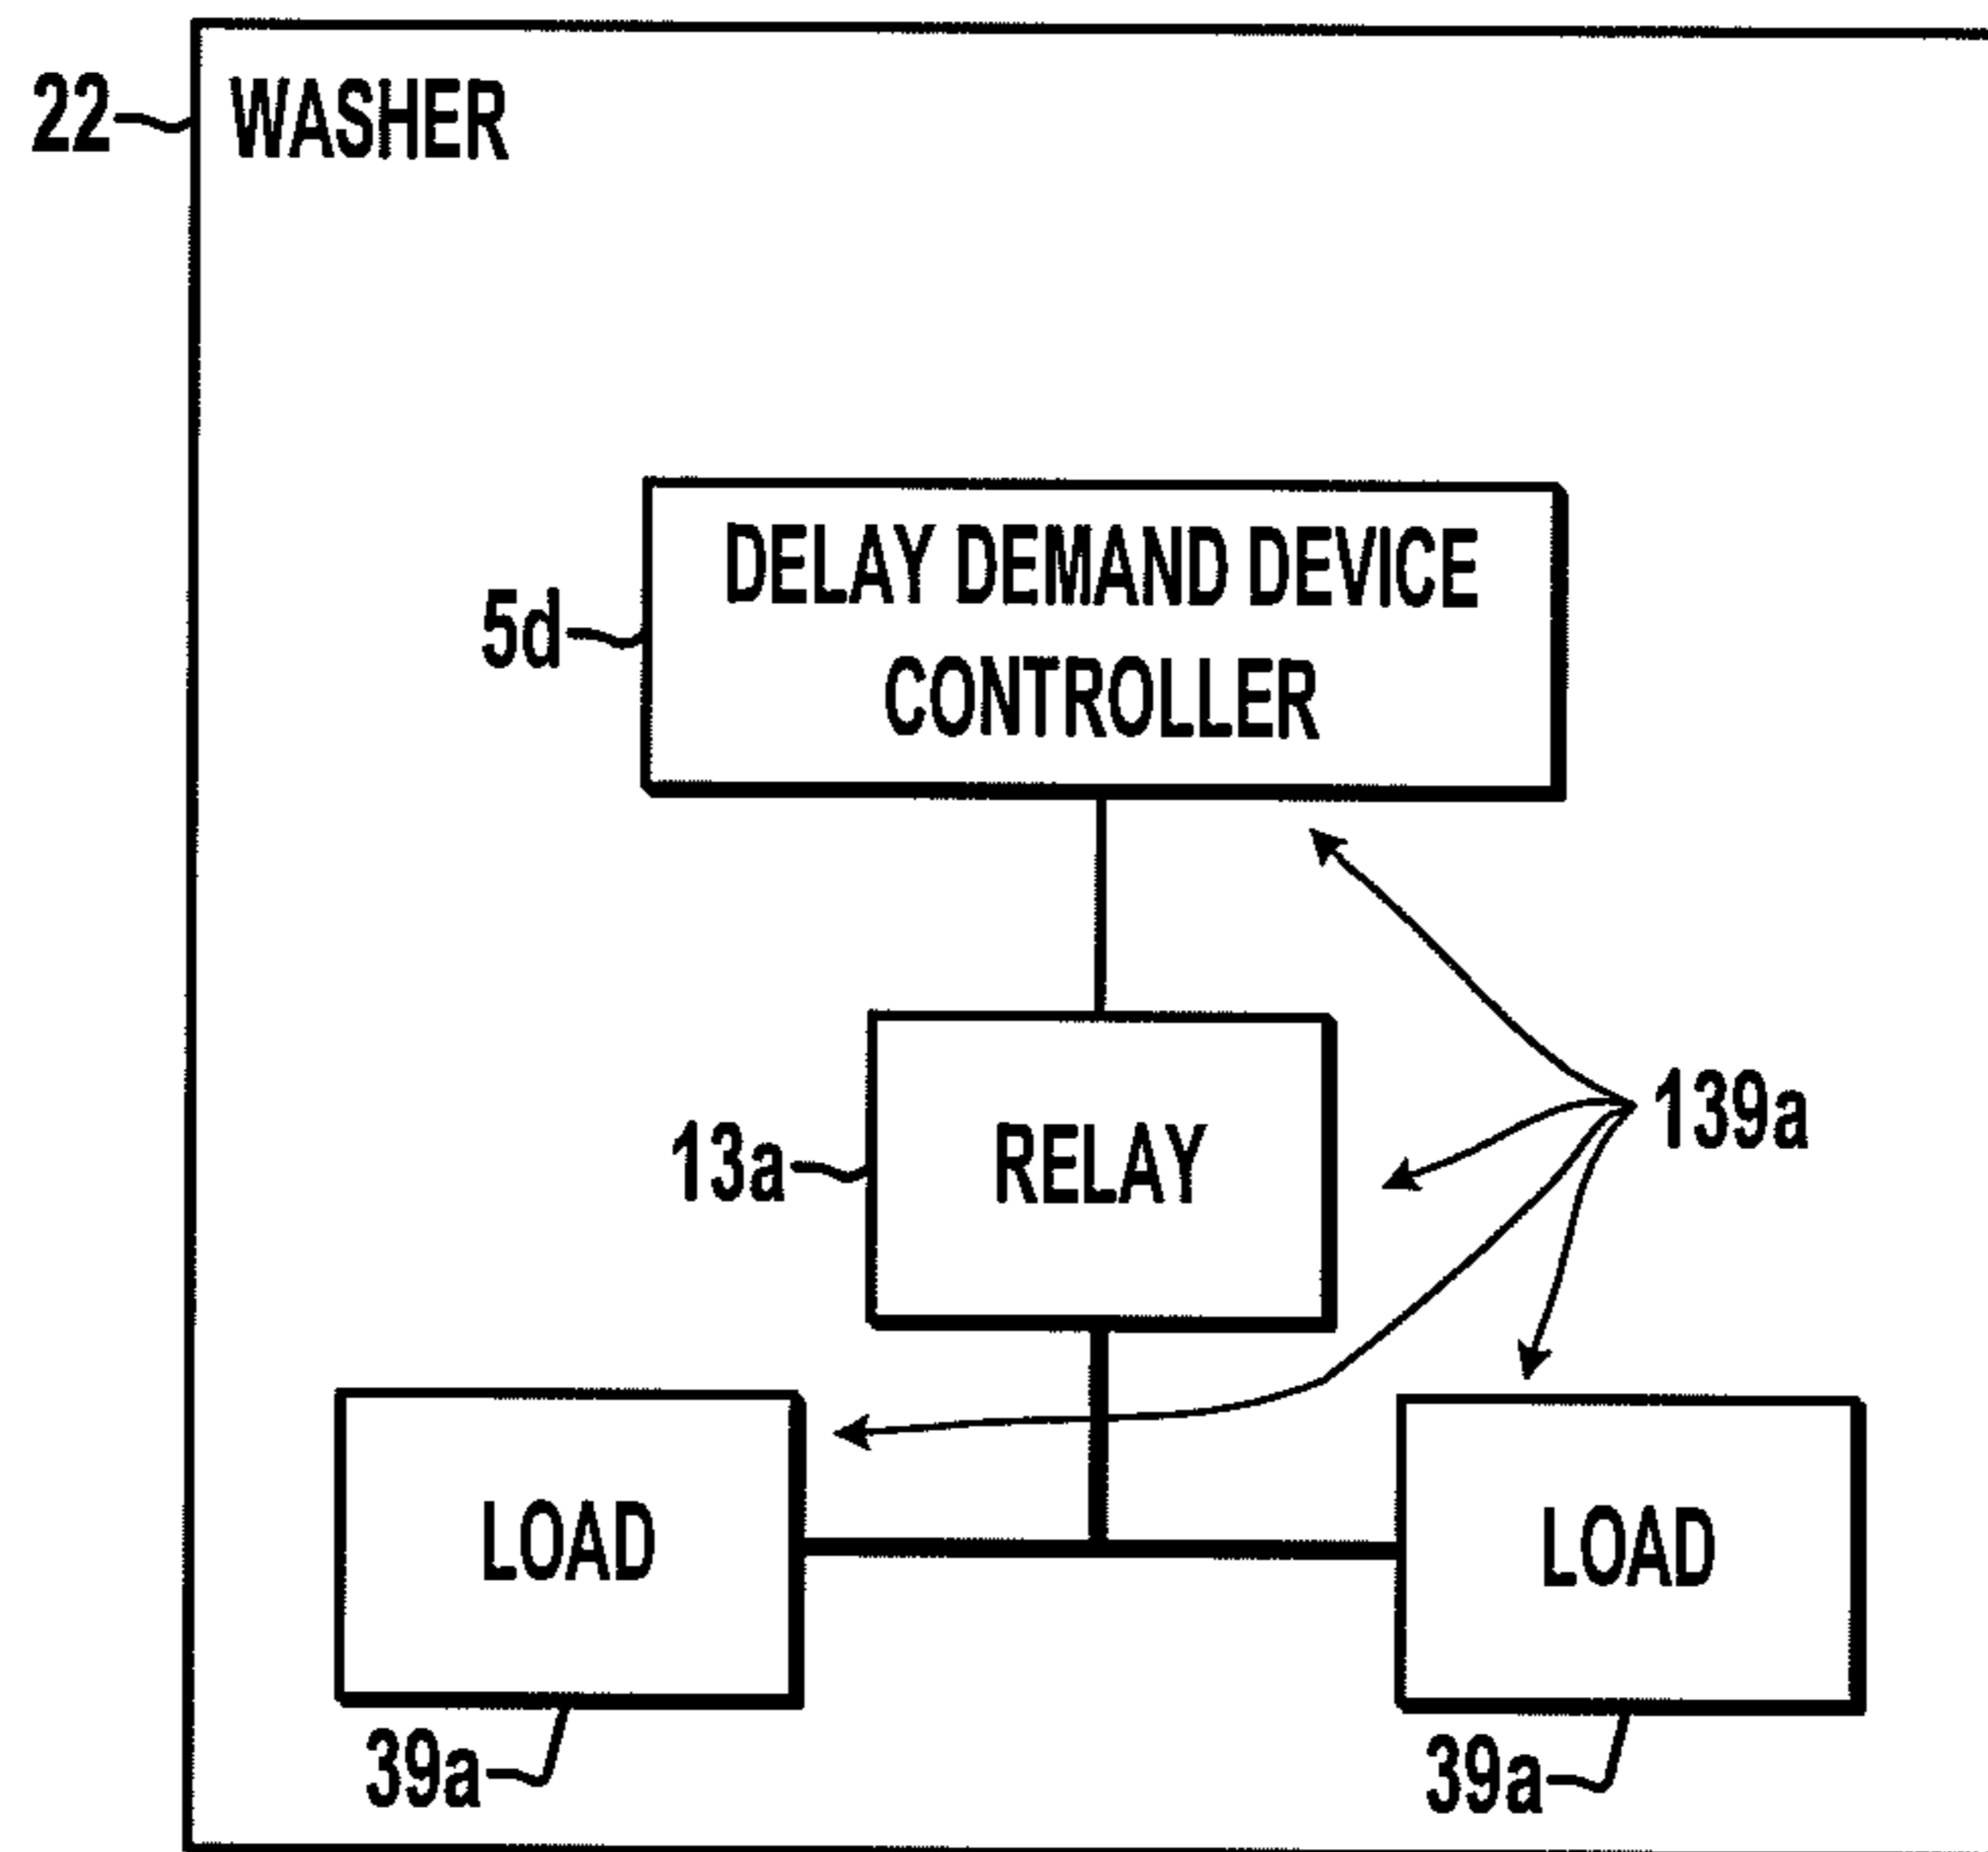 22
WASHER
DELAY DEMAND DEVICE
CONTROLLER
5d
139a
13a
RELAY
LOAD
LOAD
39a
39a